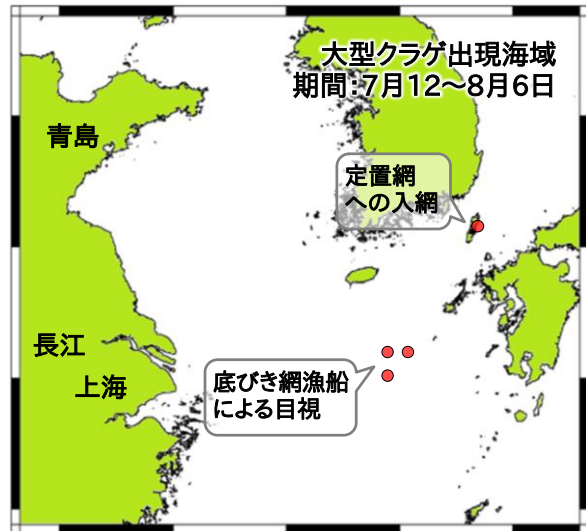 大型クラゲ出現海域
期間:7月12~8月6日
青島
定置網
への入網
長江
上海
底びき網漁船
による目視